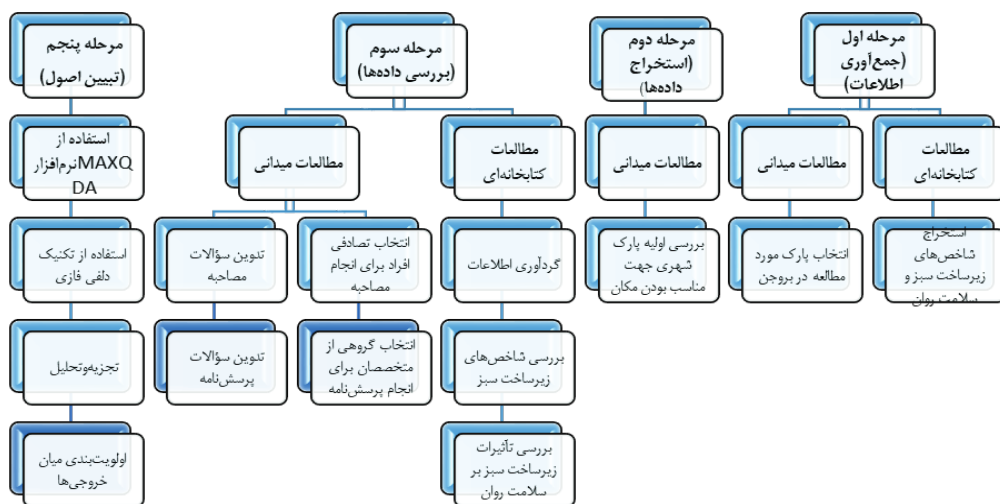 مرحله اول
(جمع‌آوری
اطلاعات)
مطالعات
کتابخانه‌ای
استخراج
شاخص‌های
زیرساخت سبز و
سلامت روان
مطالعات میدانی
انتخاب پارک مورد
مطالعه در بروجن
مرحله دوم
(استخراج
داده‌ها)
مطالعات میدانی
بررسی اولیه پارک
شهری جهت
مناسب بودن مکان
مرحله سوم
(بررسی داده‌ها)
مطالعات
کتابخانه‌ای
گردآوری اطلاعات
بررسی شاخص‌های
زیرساخت سبز
بررسی تأثیرات
زیرساخت سبز بر
سلامت روان
مطالعات میدانی
انتخاب تصادفی
افراد برای انجام
مصاحبه
انتخاب گروهی از
متخصصان برای
انجام پرسش‌نامه
تدوین سؤالات
مصاحبه
تدوین سؤالات
پرسش‌نامه
مرحله پنجم
(تبیین اصول)
استفاده از
نرم‌افزارMAXQ
DA
استفاده از تکنیک
دلفی فازی
تجزیه‌وتحلیل
اولویت‌بندی میان
خروجی‌ها